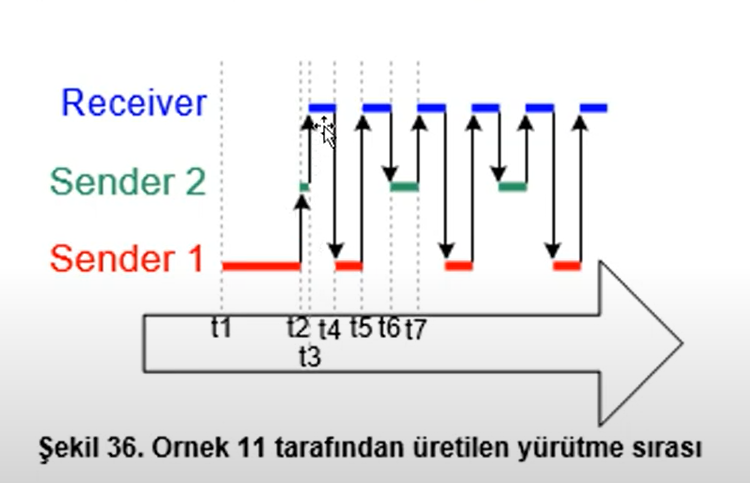 Receiver
Sender 2
Sender 1
t1 t2 t4 t5 t6 t7
t3
Şekil 36. Ornek 11 tarafından üretilen yürütme sırası